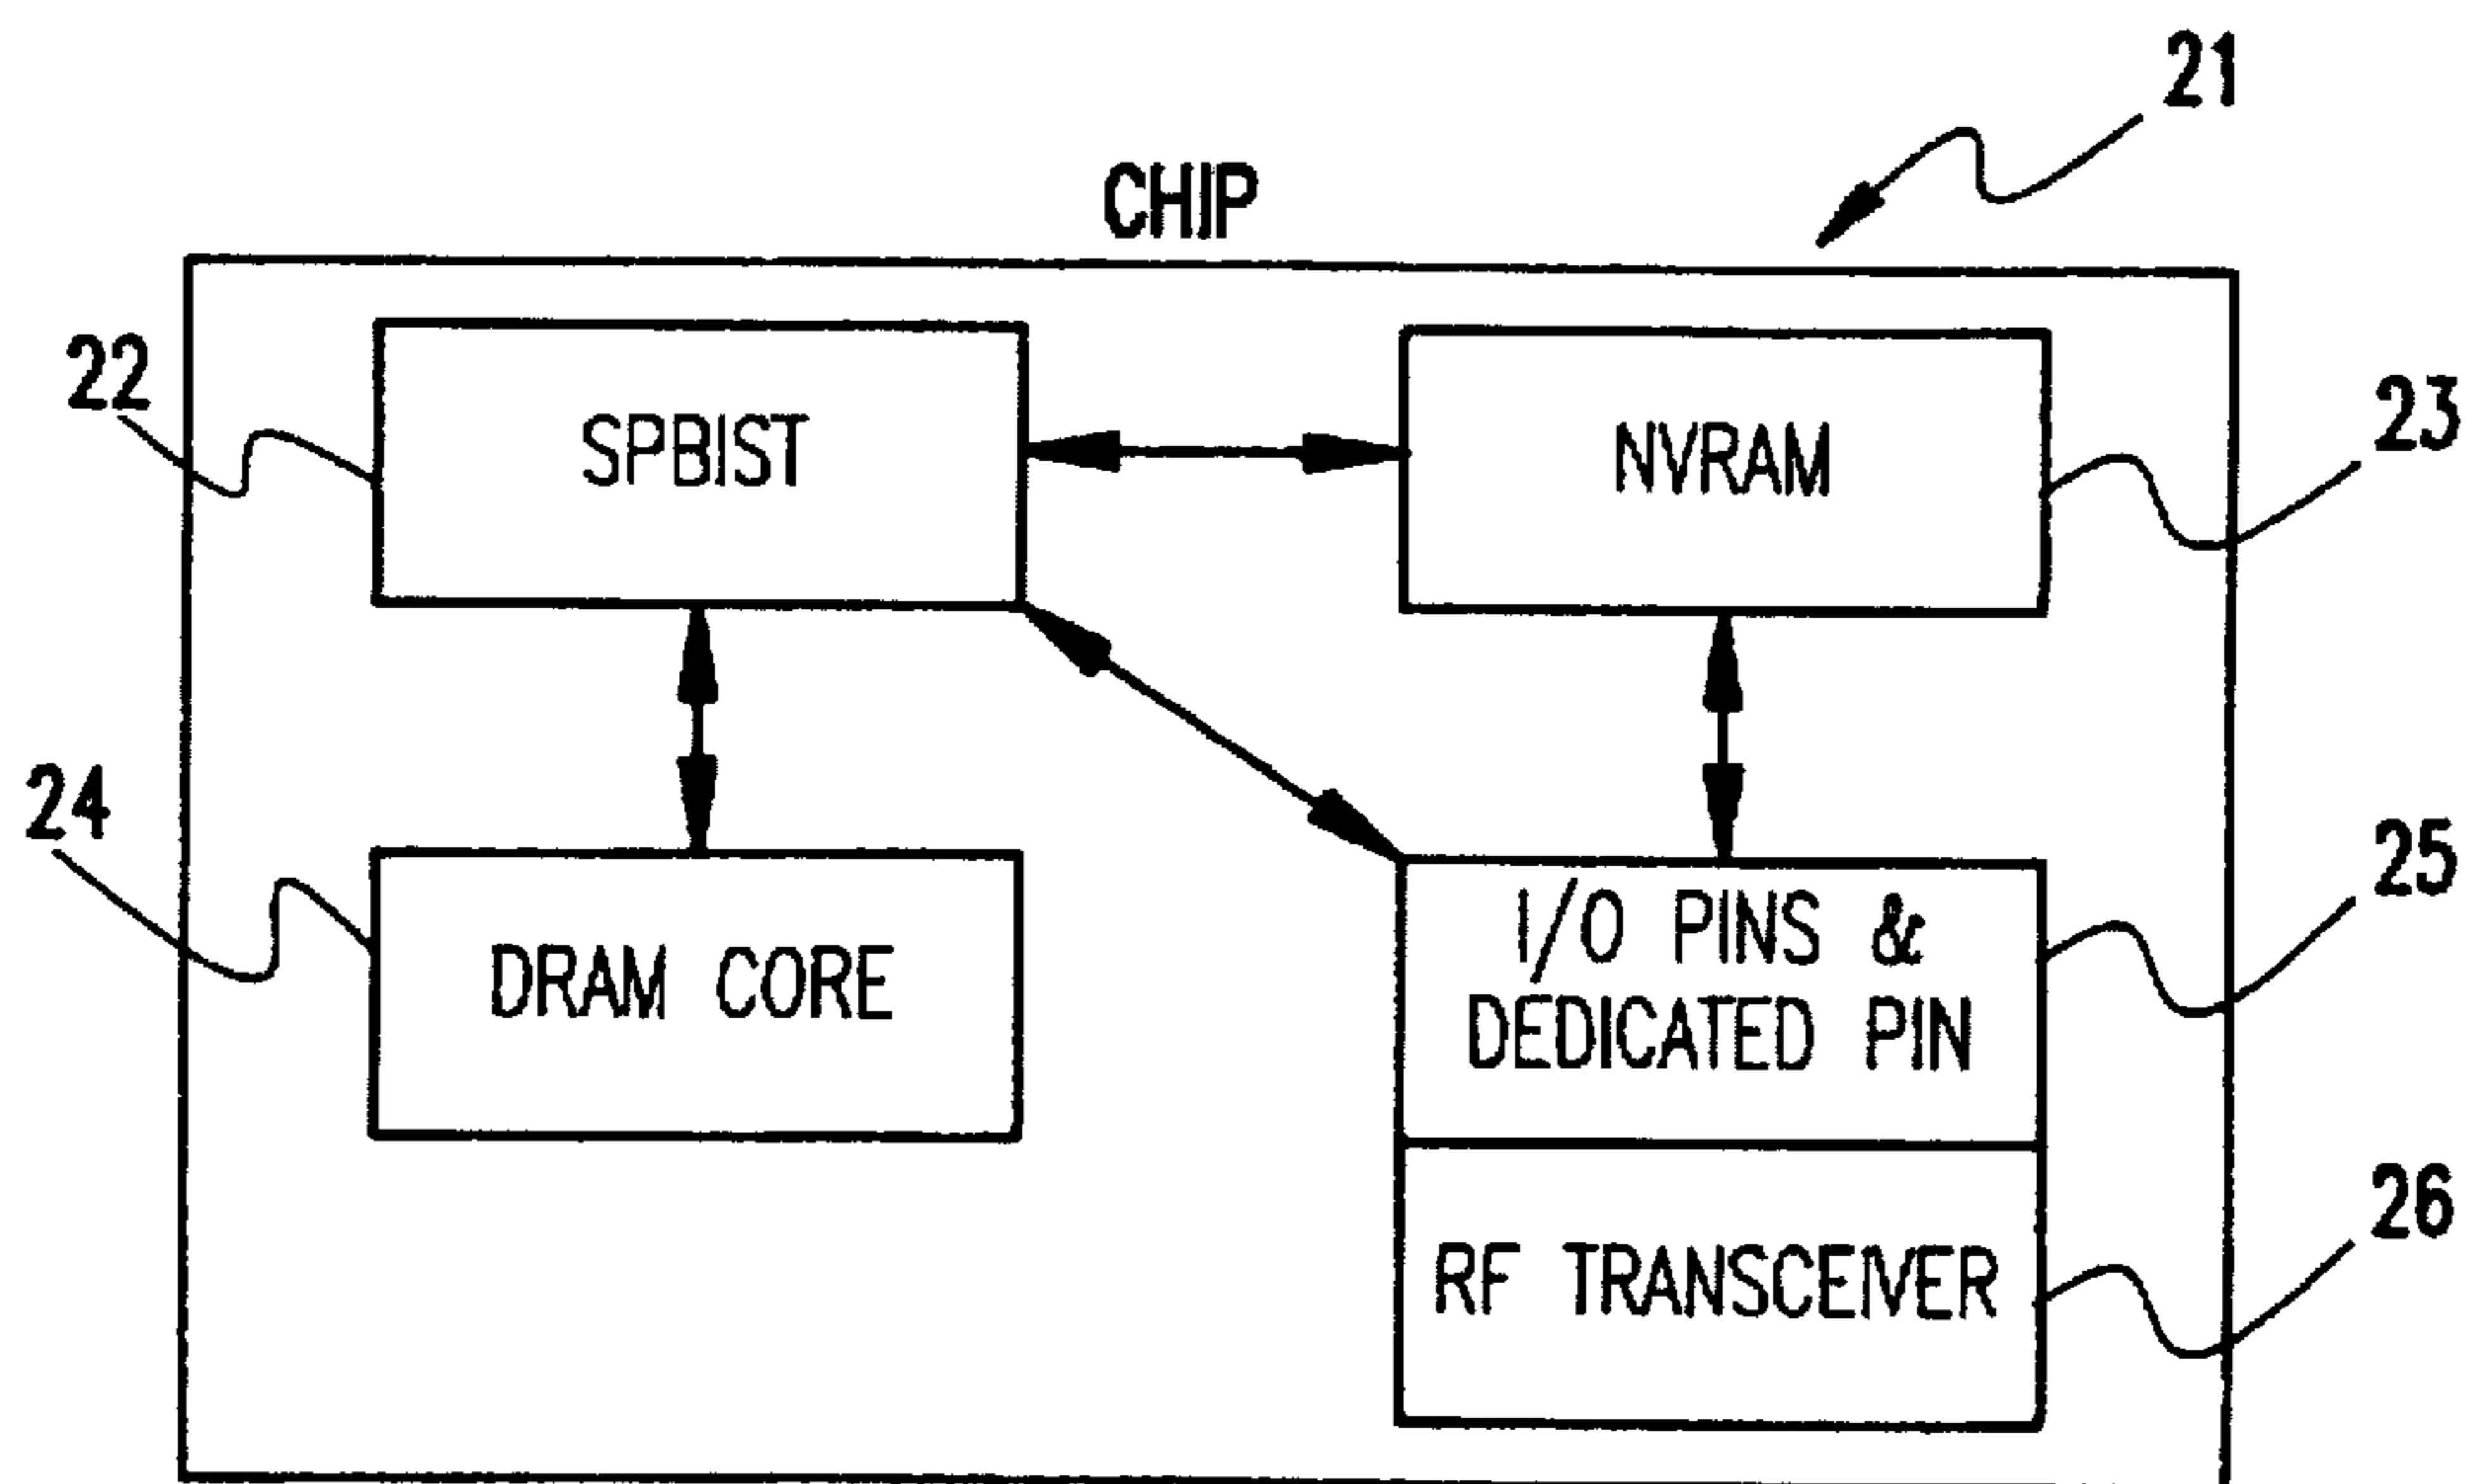 21
CHIP
22
SPBIST
NVRAM
23
24
DRAM CORE
I/O PINS &
DEDICATED PIN
25
RF TRANSCEIVER
26